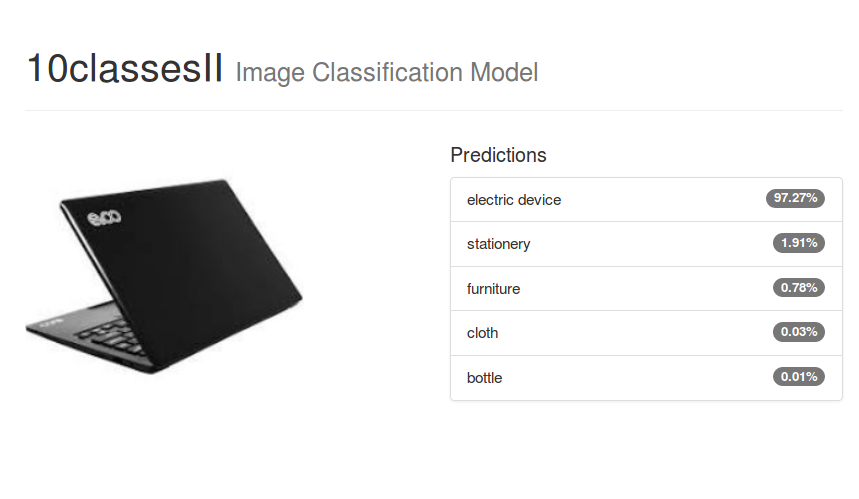 10classesII Image Classification Model
Predictions
electric device 97.27%
stationery 1.91%
furniture 0.78%
cloth 0.03%
bottle 0.01%